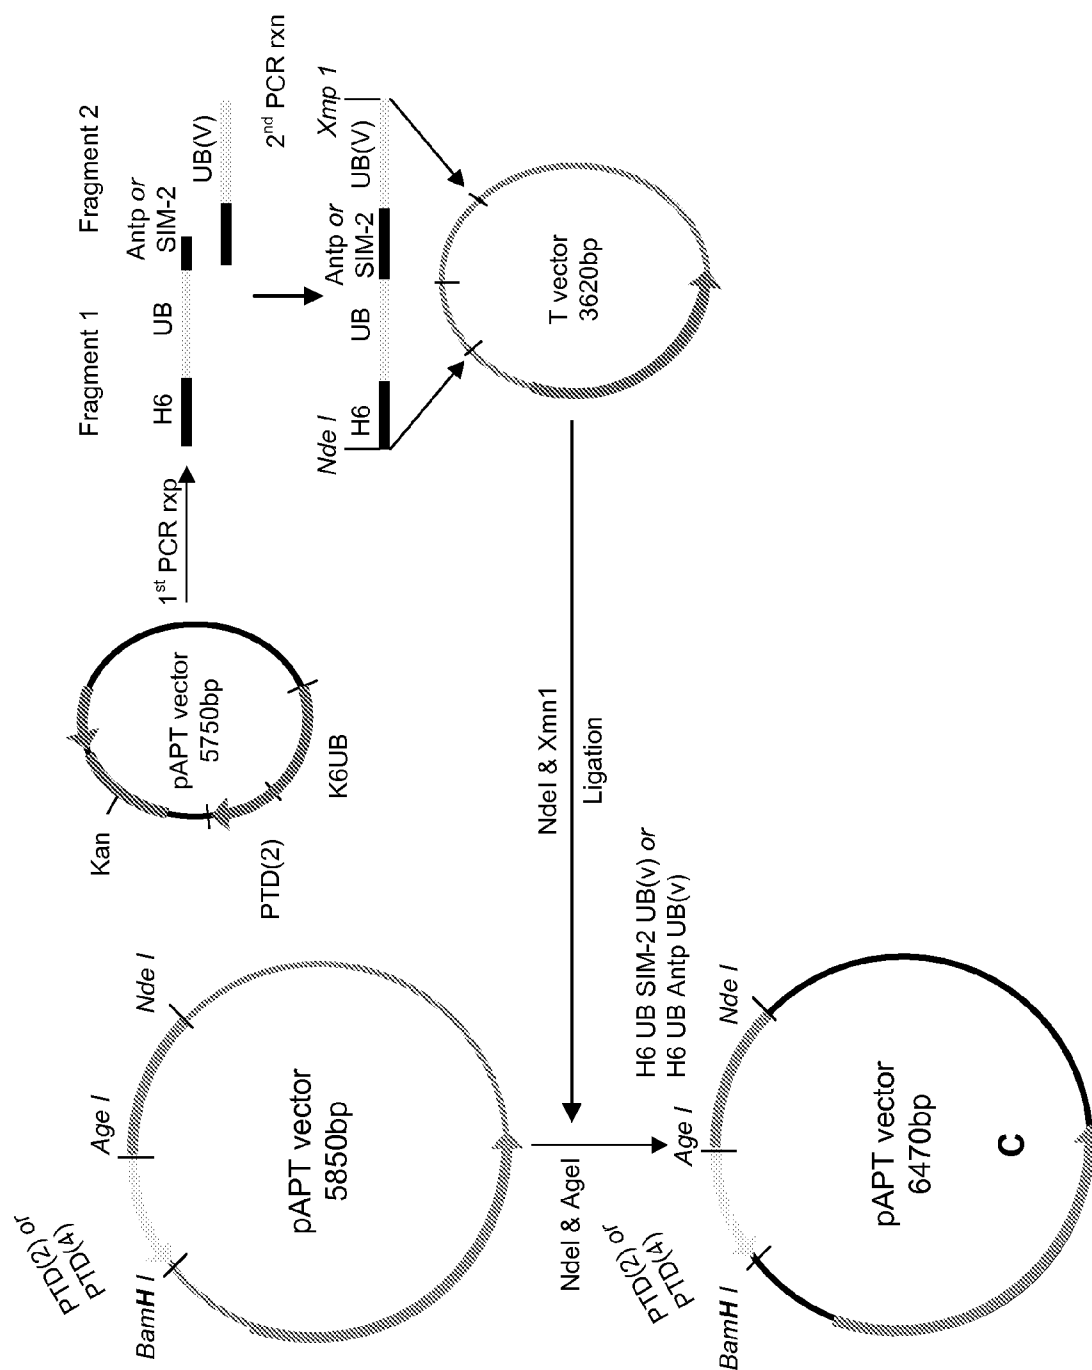 Fragment 1
Fragment 2
H6
UB
Antp or
SIM-2
UB(V)
1st PCR rxp
2nd PCR rxn
Nde I
H6
UB
Antp or
SIM-2
UB(V)
Xmp 1
T vector
3620bp
pAPT vector
5750bp
Kan
PTD(2)
K6UB
NdeI & Xmn1
Ligation
PTD(2) or
PTD(4)
BamH I
Age I
Nde I
pAPT vector
5850bp
NdeI & AgeI
H6 UB SIM-2 UB(v) or
H6 UB Antp UB(v)
PTD(2) or
PTD(4)
BamH I
Age I
Nde I
pAPT vector
6470bp
C